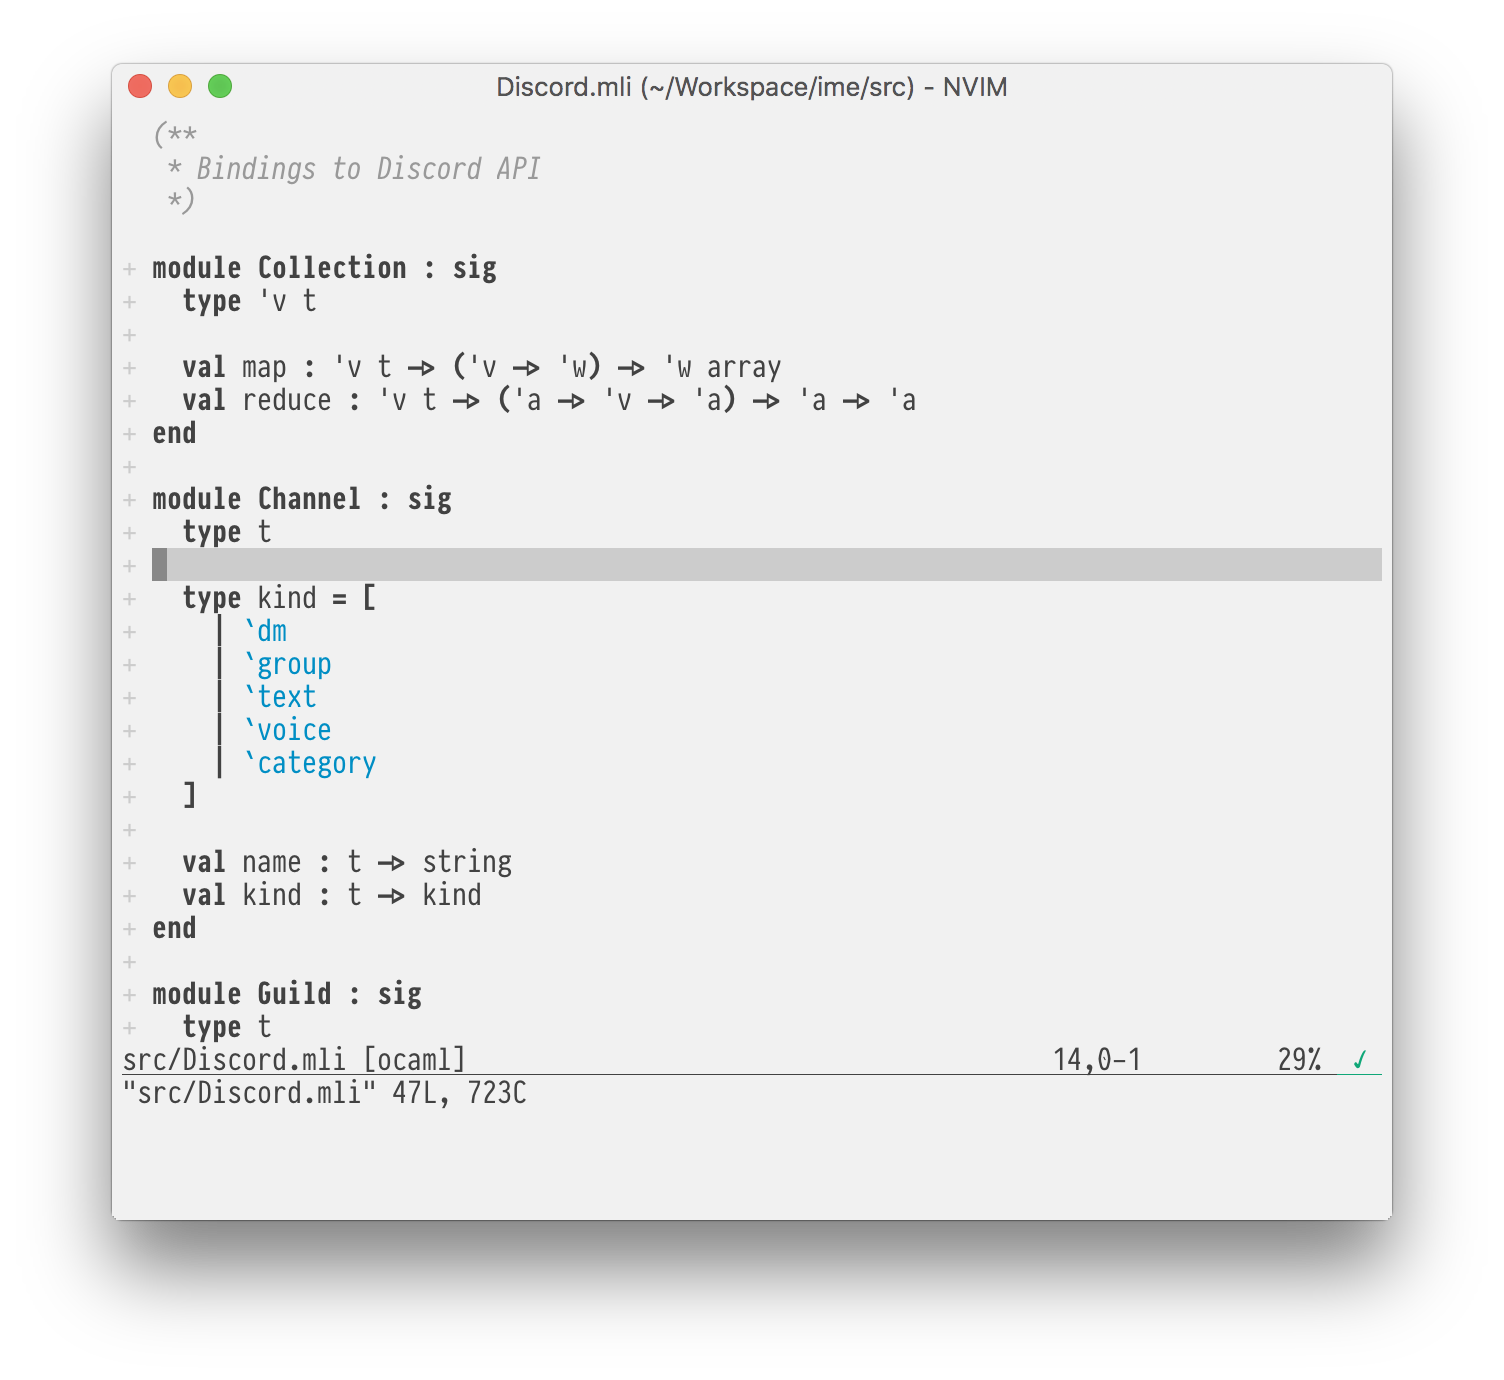 Discord.mli (~/Workspace/ime/src) - NVIM
(**
 * Bindings to Discord API
 *)
+ module Collection : sig
+   type 'v t
+
+   val map : 'v t -> ('v -> 'w) -> 'w array
+   val reduce : 'v t -> ('a -> 'v -> 'a) -> 'a -> 'a
+ end
+
+ module Channel : sig
+   type t
+
+   type kind = [
+     | `dm
+     | `group
+     | `text
+     | `voice
+     | `category
+   ]
+
+   val name : t -> string
+   val kind : t -> kind
+ end
+
+ module Guild : sig
+   type t
src/Discord.mli [ocaml] 14,0-1 29% ✓
"src/Discord.mli" 47L, 723C